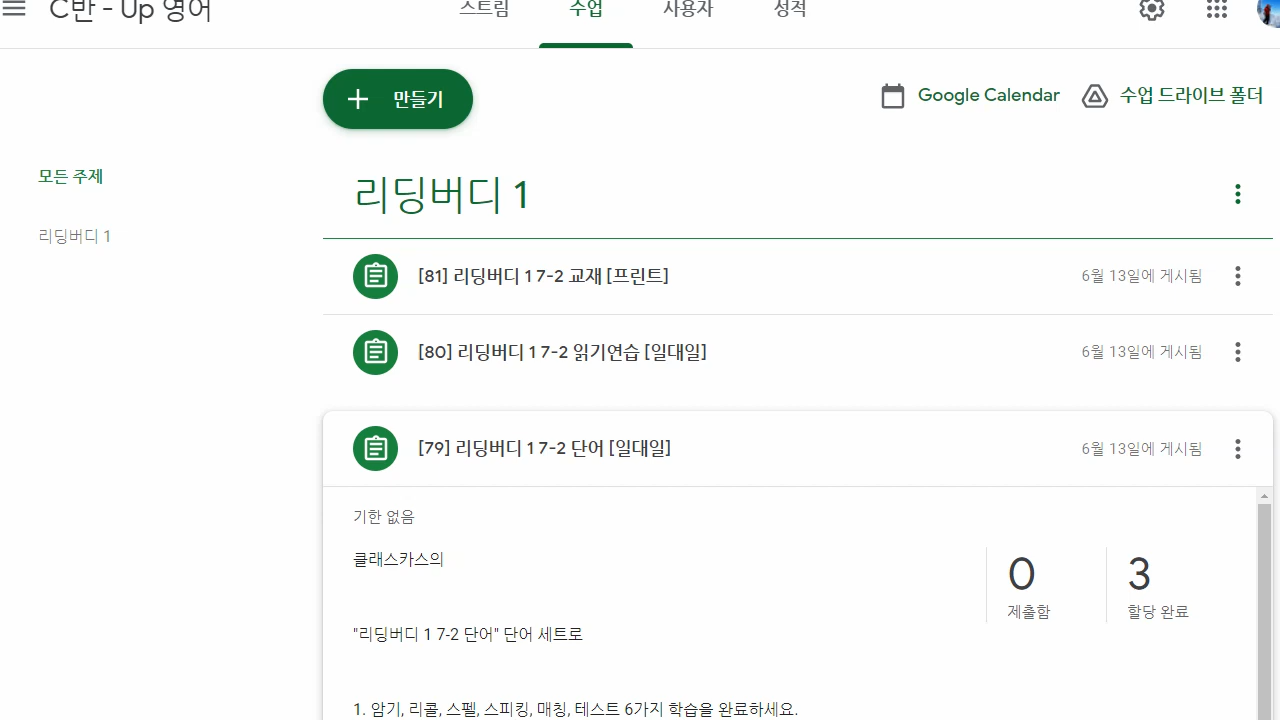 C반 - Up 영어
스트림
수업
사용자
성적
만들기
Google Calendar
수업 드라이브 폴더
모든 주제
리딩버디 1
리딩버디 1
[81] 리딩버디 1 7-2 교재 [프린트]
6월 13일에 게시됨
[80] 리딩버디 1 7-2 읽기연습 [일대일]
6월 13일에 게시됨
[79] 리딩버디 1 7-2 단어 [일대일]
6월 13일에 게시됨
기한 없음
클래스카스의
0
제출함
3
할당 완료
"리딩버디 1 7-2 단어" 단어 세트로
1. 암기, 리콜, 스펠, 스피킹, 매칭, 테스트 6가지 학습을 완료하세요.